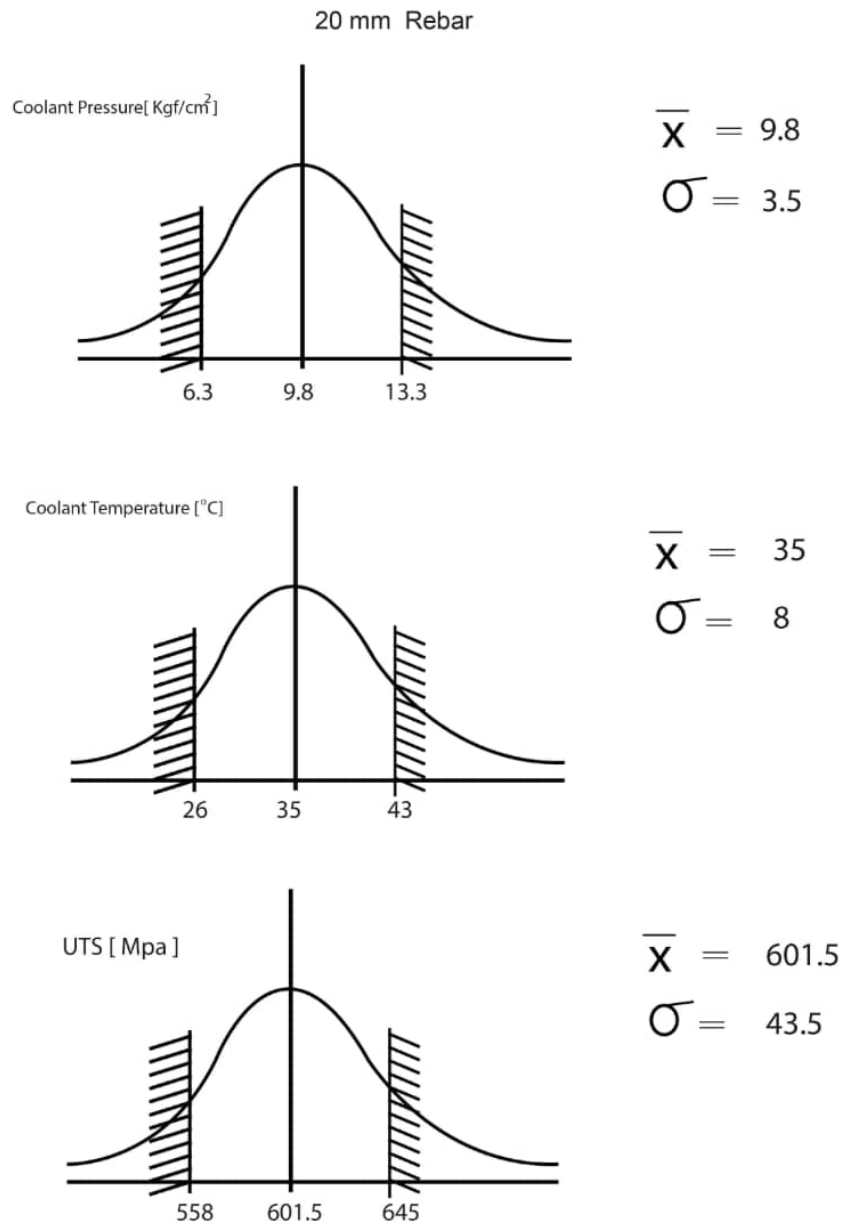 20 mm Rebar
Coolant Pressure[ Kgf/cm²]
x̄ = 9.8
σ = 3.5
6.3 9.8 13.3
Coolant Temperature [°C]
x̄ = 35
σ = 8
26 35 43
UTS [ Mpa ]
x̄ = 601.5
σ = 43.5
558 601.5 645